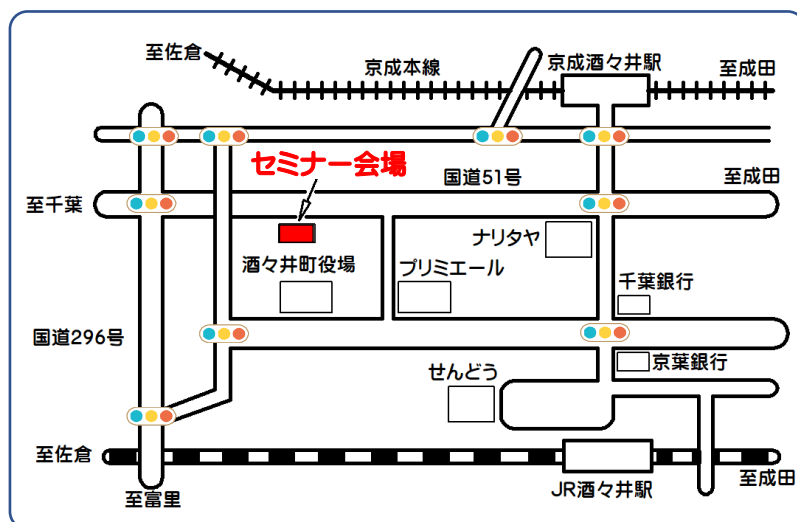 至佐倉
京成本線
京成酒々井駅
至成田
セミナー会場
国道51号
至成田
至千葉
ナリタヤ
酒々井町役場
プリミエール
千葉銀行
国道296号
京葉銀行
せんどう
至佐倉
至成田
至富里
JR酒々井駅